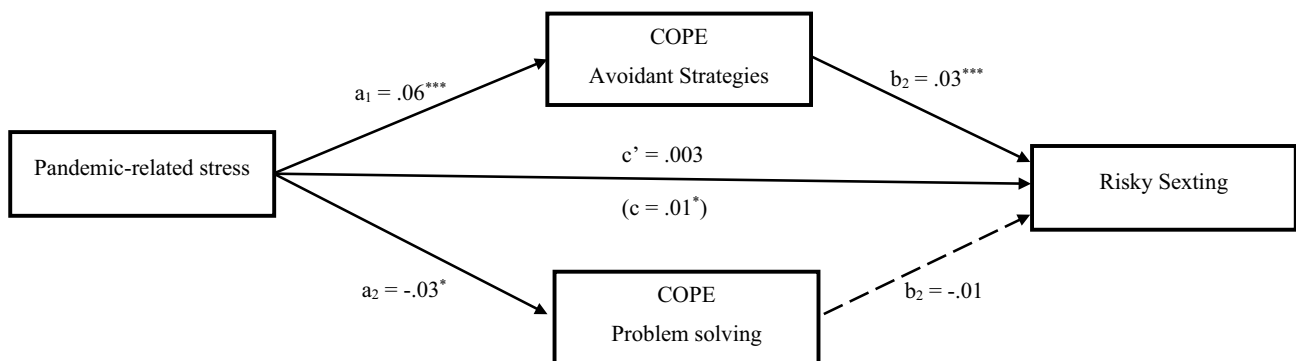 COPE
Avoidant Strategies
a₁ = .06***
b₂ = .03***
Pandemic-related stress
c’ = .003
(c = .01*)
Risky Sexting
a₂ = -.03*
COPE
Problem solving
b₂ = -.01